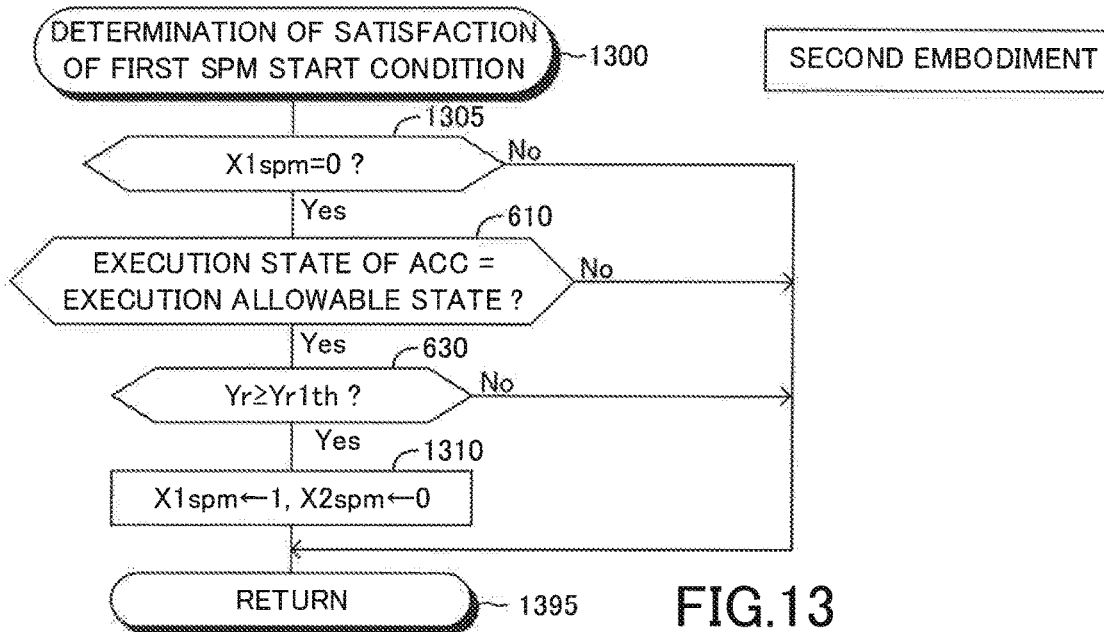 DETERMINATION OF SATISFACTION
OF FIRST SPM START CONDITION
1300
SECOND EMBODIMENT
1305
X1spm=0 ?
No
Yes
610
EXECUTION STATE OF ACC =
EXECUTION ALLOWABLE STATE ?
No
Yes
630
Yr≥Yr1th ?
No
Yes
1310
X1spm←1, X2spm←0
RETURN
1395
FIG.13